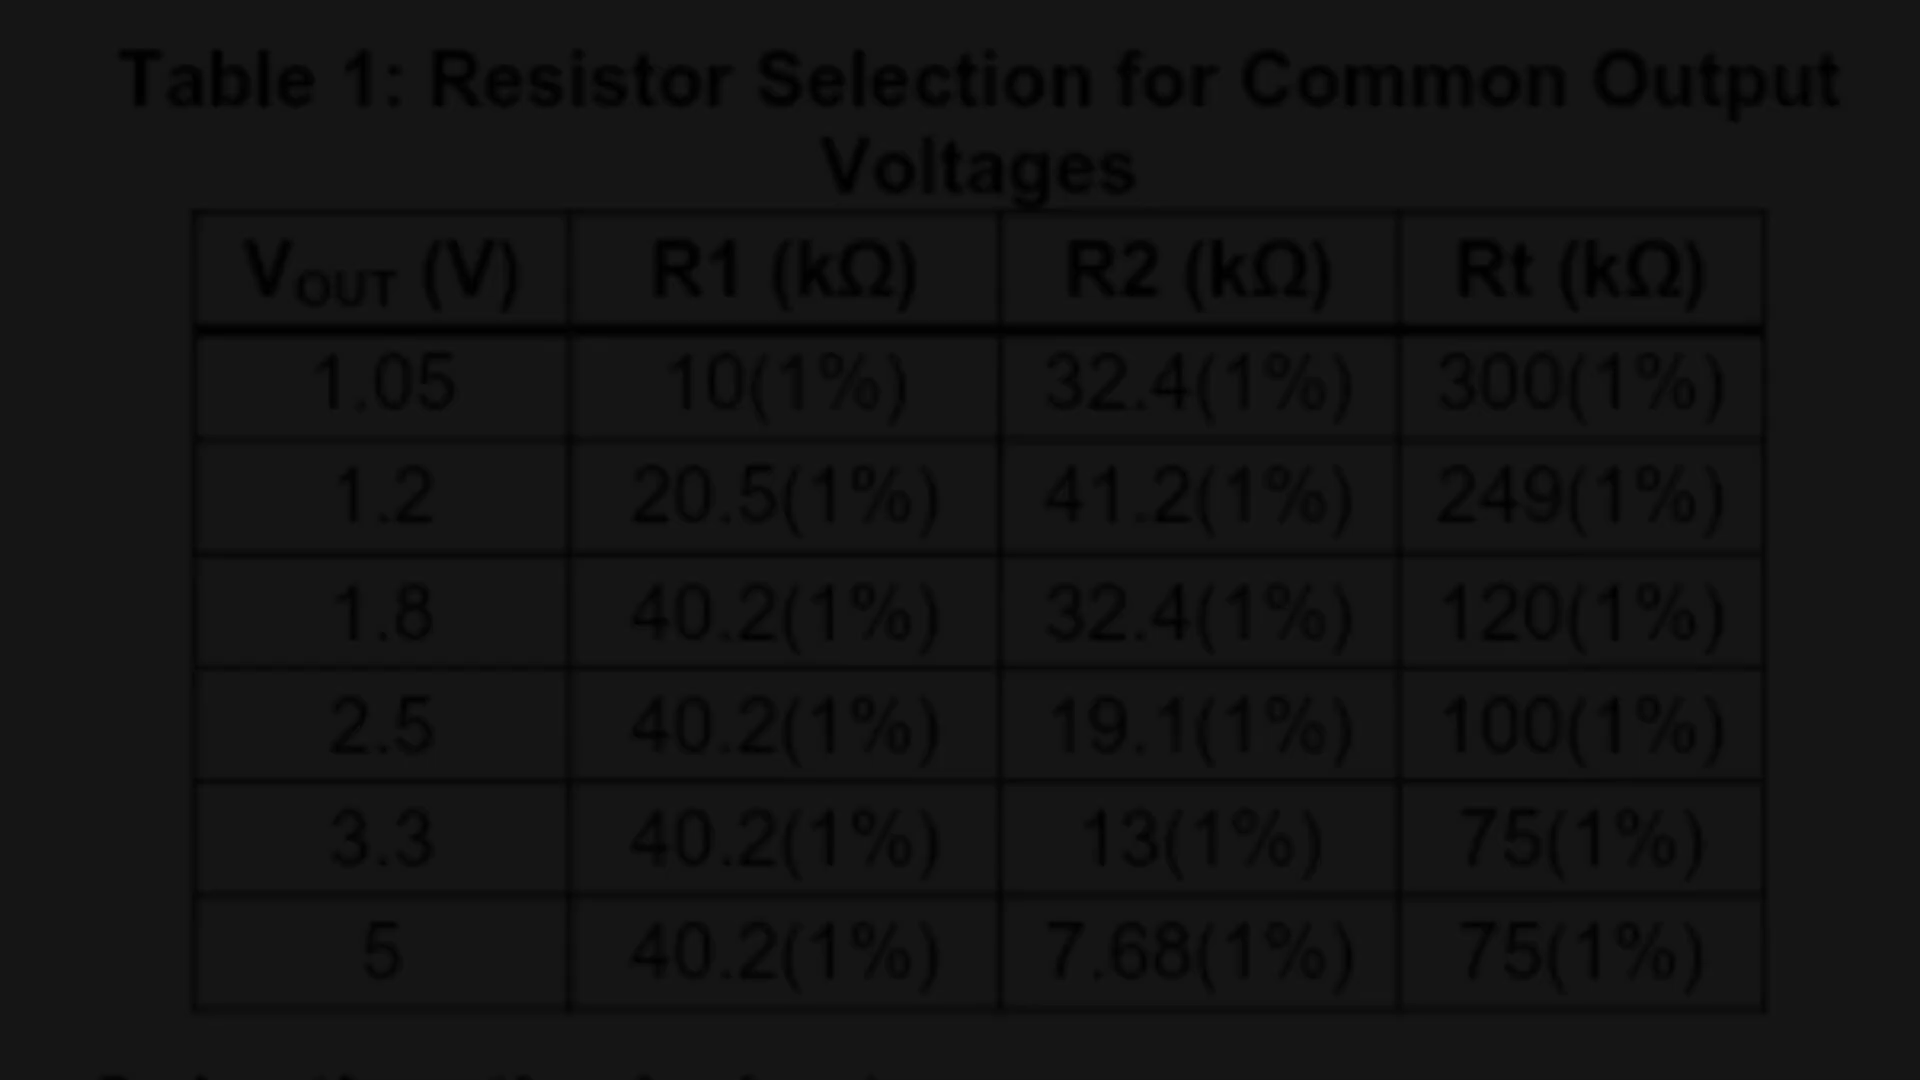 Table 1: Resistor Selection for Common Output
Voltages
VOUT (V) R1 (kΩ) R2 (kΩ) Rt (kΩ)
1.05 10(1%) 32.4(1%) 300(1%)
1.2 20.5(1%) 41.2(1%) 249(1%)
1.8 40.2(1%) 32.4(1%) 120(1%)
2.5 40.2(1%) 19.1(1%) 100(1%)
3.3 40.2(1%) 13(1%) 75(1%)
5 40.2(1%) 7.68(1%) 75(1%)